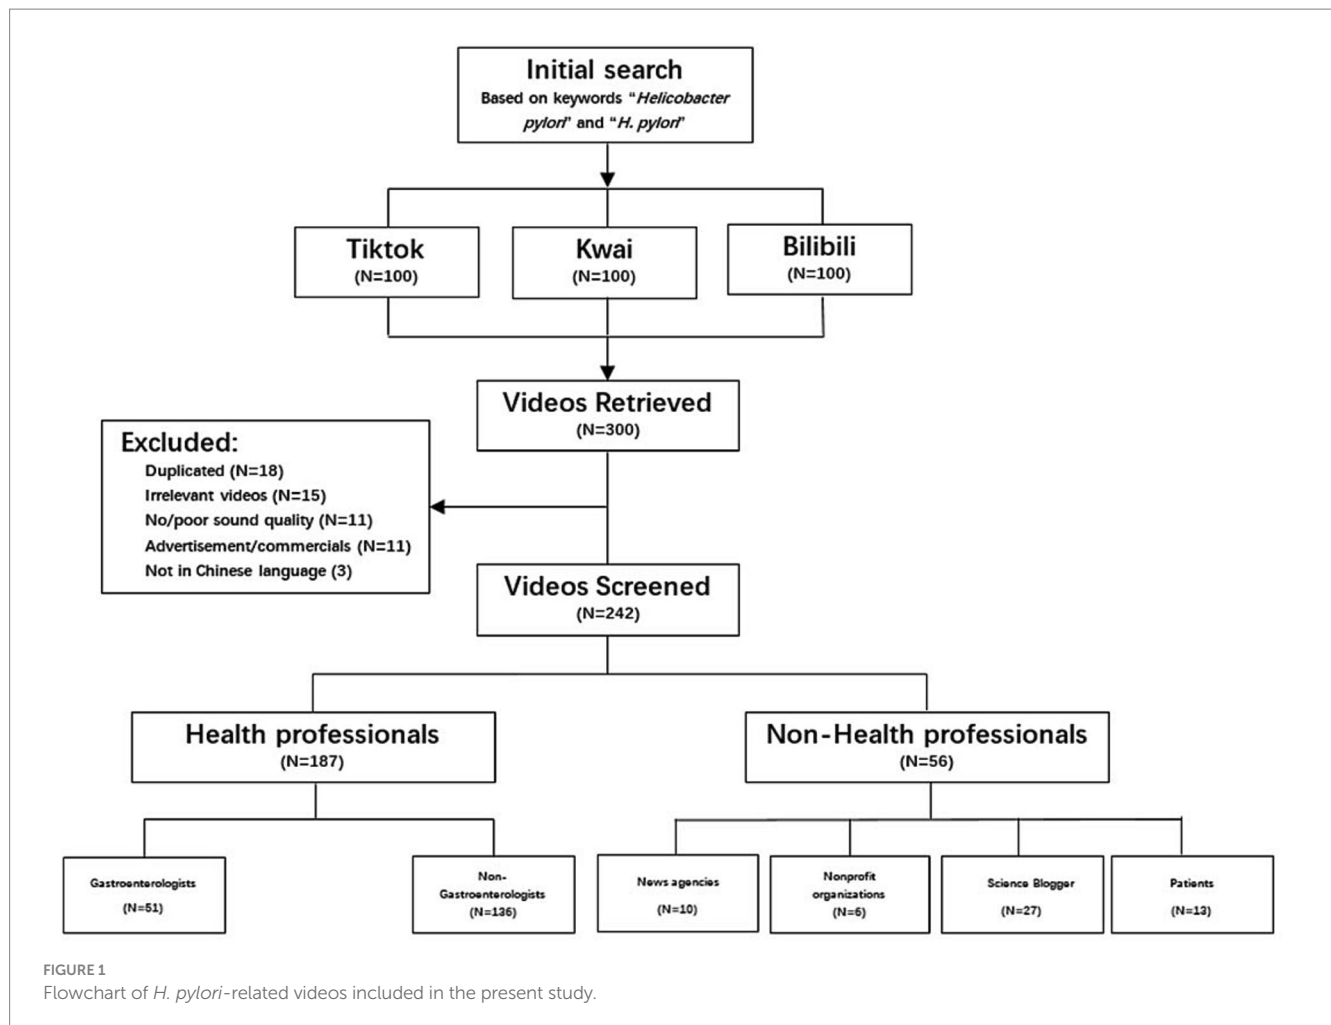 Initial search
Based on keywords “Helicobacter
pylori” and “H. pylori”
Tiktok
(N=100)
Kwai
(N=100)
Bilibili
(N=100)
Videos Retrieved
(N=300)
Excluded:
Duplicated (N=18)
Irrelevant videos (N=15)
No/poor sound quality (N=11)
Advertisement/commercials (N=11)
Not in Chinese language (3)
Videos Screened
(N=242)
Health professionals
(N=187)
Non-Health professionals
(N=56)
Gastroenterologists
(N=51)
Non-
Gastroenterologists
(N=136)
News agencies
(N=10)
Nonprofit
organizations
(N=6)
Science Blogger
(N=27)
Patients
(N=13)
FIGURE 1
Flowchart of H. pylori-related videos included in the present study.